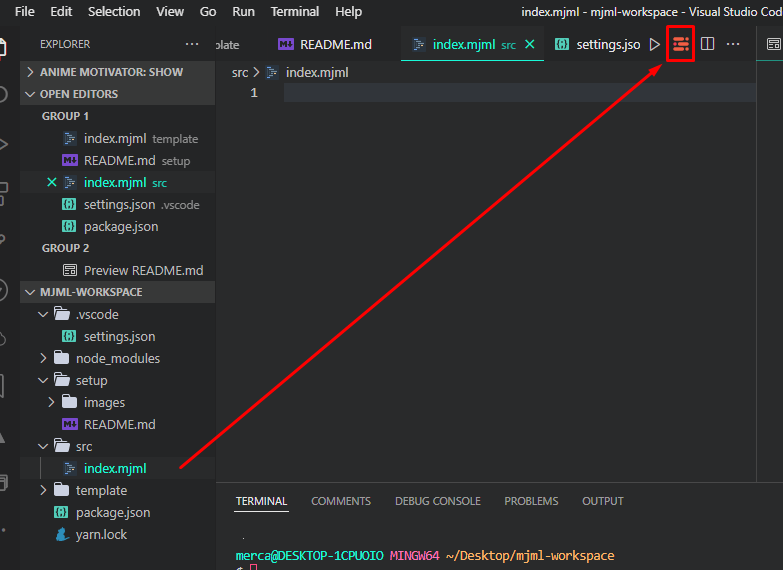 File Edit Selection View Go Run Terminal Help index.mjml - mjml-workspace - Visual Studio Cod
EXPLORER ···
plate README.md index.mjml src settings.jso
src > index.mjml
1
ANIME MOTIVATOR: SHOW
OPEN EDITORS
GROUP 1
index.mjml template
README.md setup
index.mjml src
settings.json .vscode
package.json
GROUP 2
Preview README.md
MJML-WORKSPACE
.vscode
settings.json
node_modules
setup
images
README.md
src
index.mjml
template
package.json
yarn.lock
TERMINAL COMMENTS DEBUG CONSOLE PROBLEMS OUTPUT
merca@DESKTOP-1CPUOIO MINGW64 ~/Desktop/mjml-workspace
$